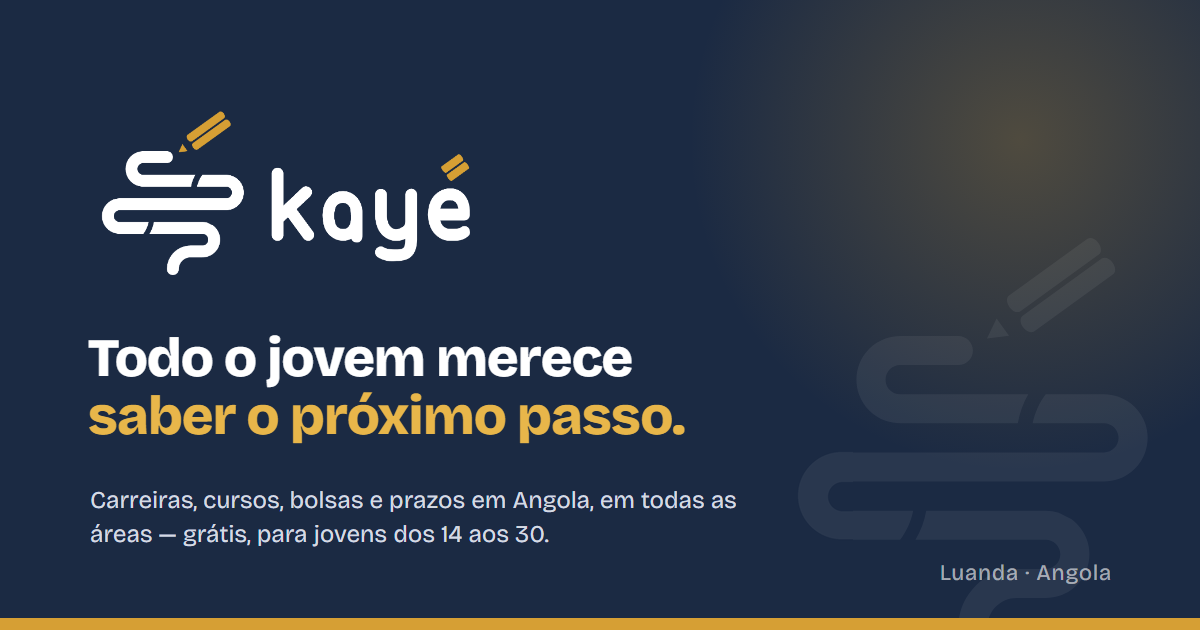 kayé
Todo o jovem merece
saber o próximo passo.
Carreiras, cursos, bolsas e prazos em Angola, em todas as
áreas — grátis, para jovens dos 14 aos 30.
Luanda · Angola